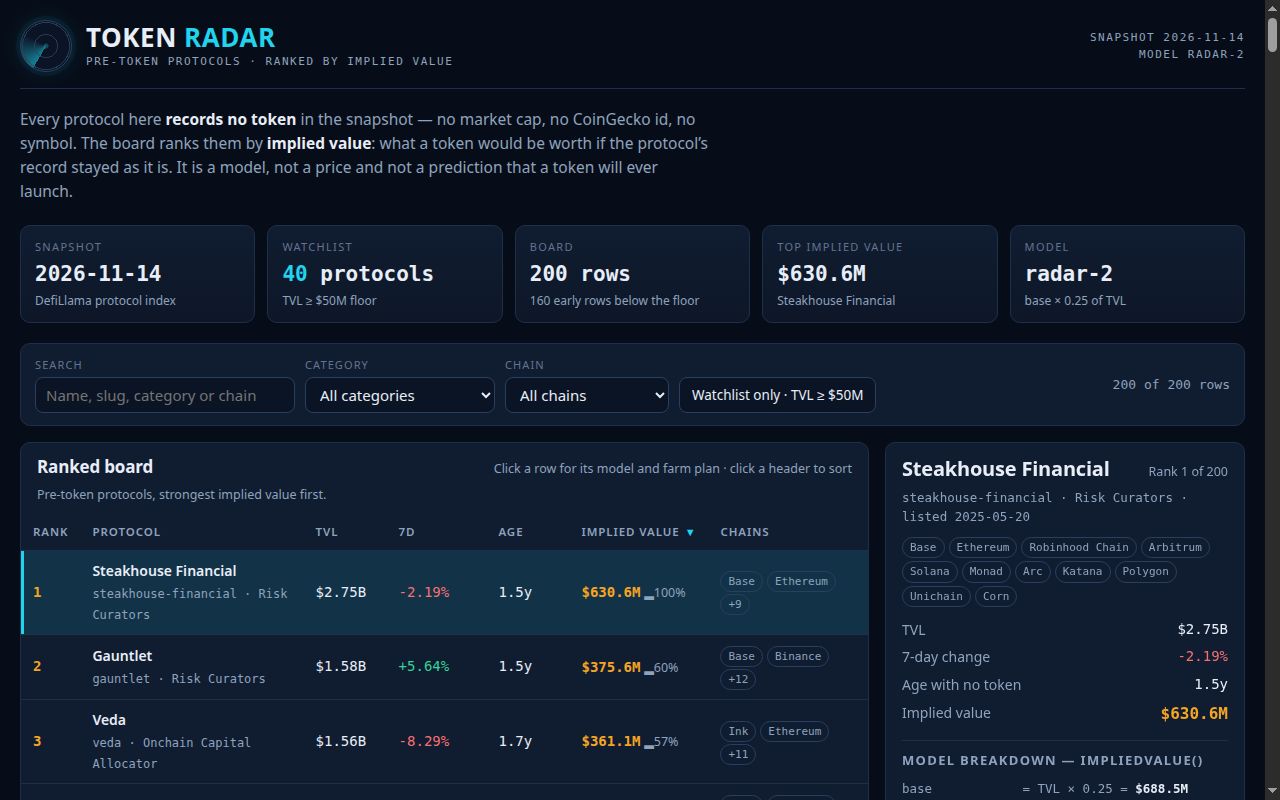 TOKEN RADAR
PRE-TOKEN PROTOCOLS · RANKED BY IMPLIED VALUE
SNAPSHOT 2026-11-14
MODEL RADAR-2
Every protocol here records no token in the snapshot — no market cap, no CoinGecko id, no
symbol. The board ranks them by implied value: what a token would be worth if the protocol's
record stayed as it is. It is a model, not a price and not a prediction that a token will ever
launch.
SNAPSHOT
2026-11-14
DefiLlama protocol index
WATCHLIST
40 protocols
TVL ≥ $50M floor
BOARD
200 rows
160 early rows below the floor
TOP IMPLIED VALUE
$630.6M
Steakhouse Financial
MODEL
radar-2
base × 0.25 of TVL
SEARCH
Name, slug, category or chain
CATEGORY
All categories
CHAIN
All chains
Watchlist only · TVL ≥ $50M
200 of 200 rows
Ranked board
Click a row for its model and farm plan · click a header to sort
Pre-token protocols, strongest implied value first.
RANK PROTOCOL TVL 7D AGE IMPLIED VALUE ▼ CHAINS
1 Steakhouse Financial $2.75B -2.19% 1.5y $630.6M 100% Base Ethereum
steakhouse-financial · Risk +9
Curators
2 Gauntlet $1.58B +5.64% 1.5y $375.6M 60% Base Binance
gauntlet · Risk Curators +12
3 Veda $1.56B -8.29% 1.7y $361.1M 57% Ink Ethereum
veda · Onchain Capital +11
Allocator
Steakhouse Financial
Rank 1 of 200
steakhouse-financial · Risk Curators ·
listed 2025-05-20
Base Ethereum Robinhood Chain Arbitrum
Solana Monad Arc Katana Polygon
Unichain Corn
TVL $2.75B
7-day change -2.19%
Age with no token 1.5y
Implied value $630.6M
MODEL BREAKDOWN — IMPLIEDVALUE()
base = TVL × 0.25 = $688.5M